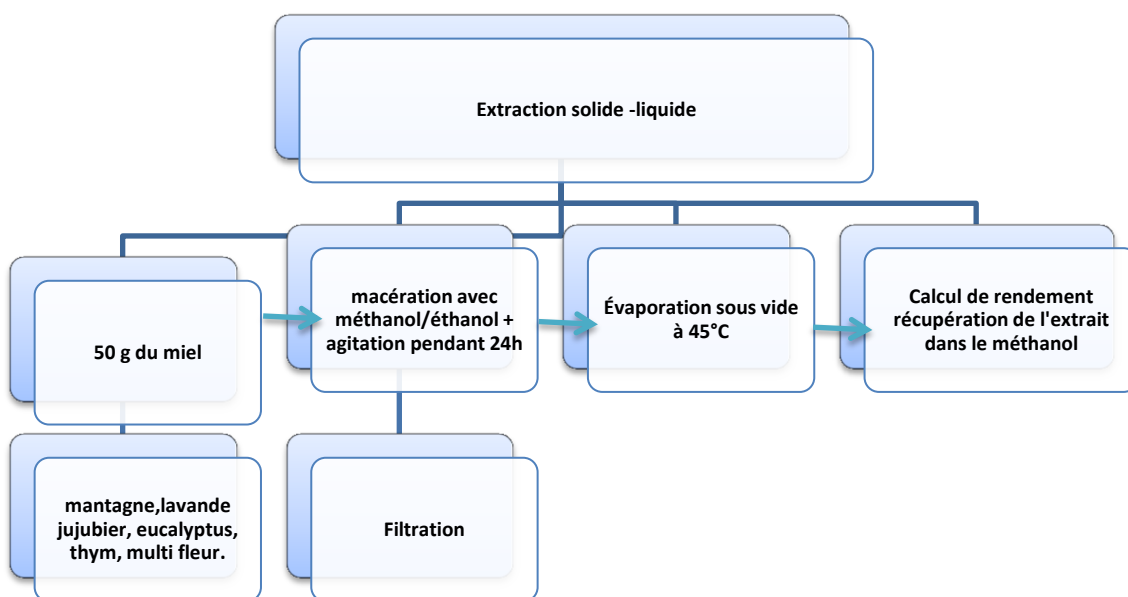 Extraction solide -liquide
50 g du miel
macération avec
méthanol/éthanol +
agitation pendant 24h
Évaporation sous vide
à 45°C
Calcul de rendement
récupération de l'extrait
dans le méthanol
mantagne,lavande
jujubier, eucalyptus,
thym, multi fleur.
Filtration